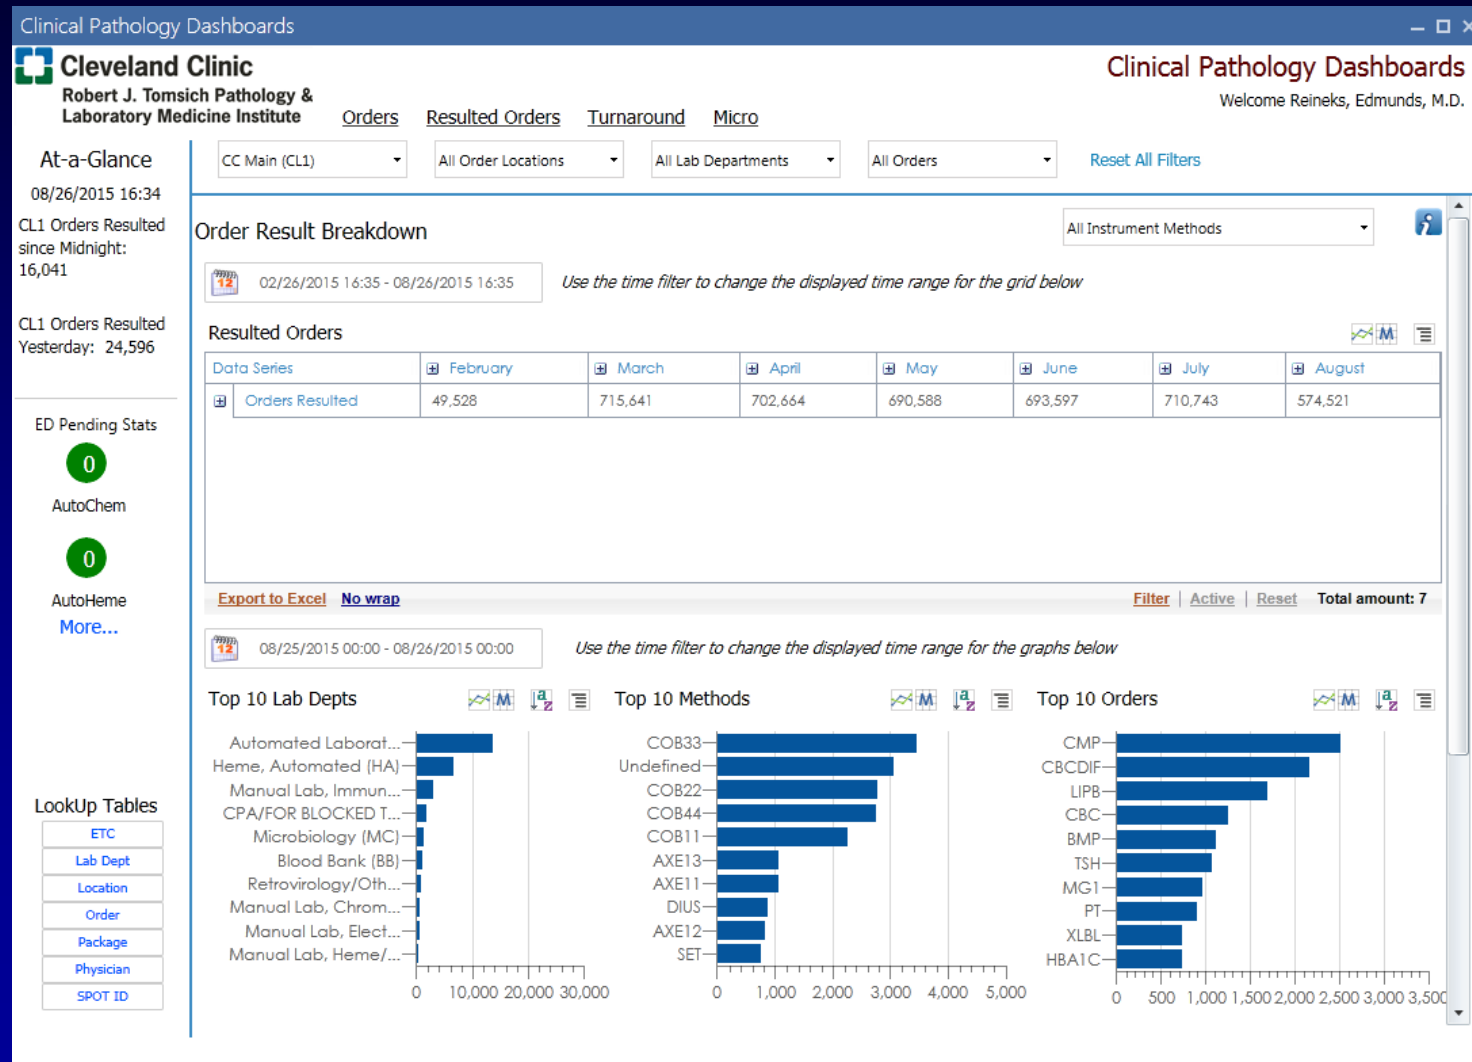 Clinical Pathology Dashboards
Cleveland Clinic
Robert J. Tomsich Pathology &
Laboratory Medicine Institute
Clinical Pathology Dashboards
Welcome Reineks, Edmunds, M.D.
Orders Resulted Orders Turnaround Micro
At-a-Glance
08/26/2015 16:34
CL1 Orders Resulted
since Midnight:
16,041
CL1 Orders Resulted
Yesterday: 24,596
ED Pending Stats
0
AutoChem
0
AutoHeme
More...
LookUp Tables
ETC
Lab Dept
Location
Order
Package
Physician
SPOT ID
CC Main (CL1) All Order Locations All Lab Departments All Orders Reset All Filters
Order Result Breakdown
All Instrument Methods
12 02/26/2015 16:35 - 08/26/2015 16:35 Use the time filter to change the displayed time range for the grid below
Resulted Orders
M
Data Series February March April May June July August
Orders Resulted 49,528 715,641 702,664 690,588 693,597 710,743 574,521
Export to Excel No wrap Filter | Active | Reset Total amount: 7
12 08/25/2015 00:00 - 08/26/2015 00:00 Use the time filter to change the displayed time range for the graphs below
Top 10 Lab Depts
M a z
Automated Laborat...
Heme, Automated (HA)
Manual Lab, Immun...
CPA/FOR BLOCKED T...
Microbiology (MC)
Blood Bank (BB)
Retrovirology/Oth...
Manual Lab, Chrom...
Manual Lab, Elect...
Manual Lab, Heme/...
0 10,000 20,000 30,000
Top 10 Methods
M a z
COB33
Undefined
COB22
COB44
COB11
AXE13
AXE11
DIUS
AXE12
SET
0 1,000 2,000 3,000 4,000 5,000
Top 10 Orders
M a z
CMP
CBCDIF
LIPB
CBC
BMP
TSH
MG1
PT
XLBL
HBA1C
0 500 1,000 1,500 2,000 2,500 3,000 3,500